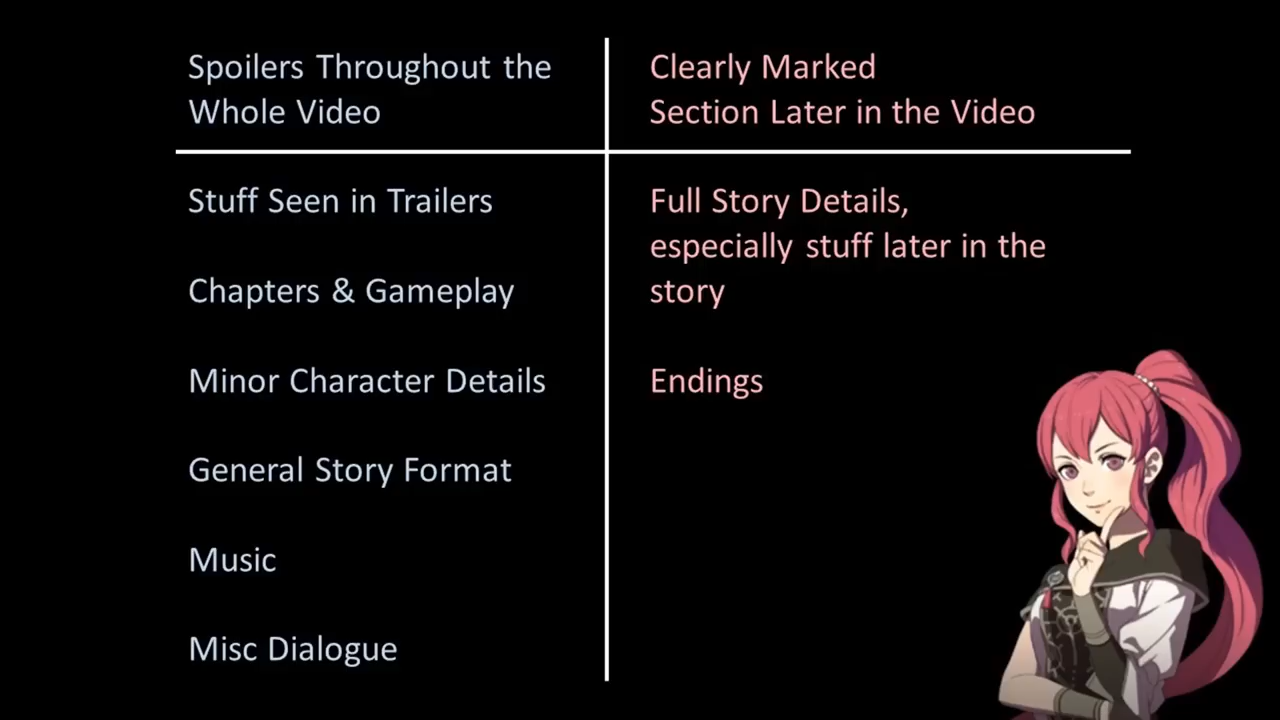 Spoilers Throughout the
Whole Video
Clearly Marked
Section Later in the Video
Stuff Seen in Trailers
Chapters & Gameplay
Minor Character Details
General Story Format
Music
Misc Dialogue
Full Story Details,
especially stuff later in the
story
Endings